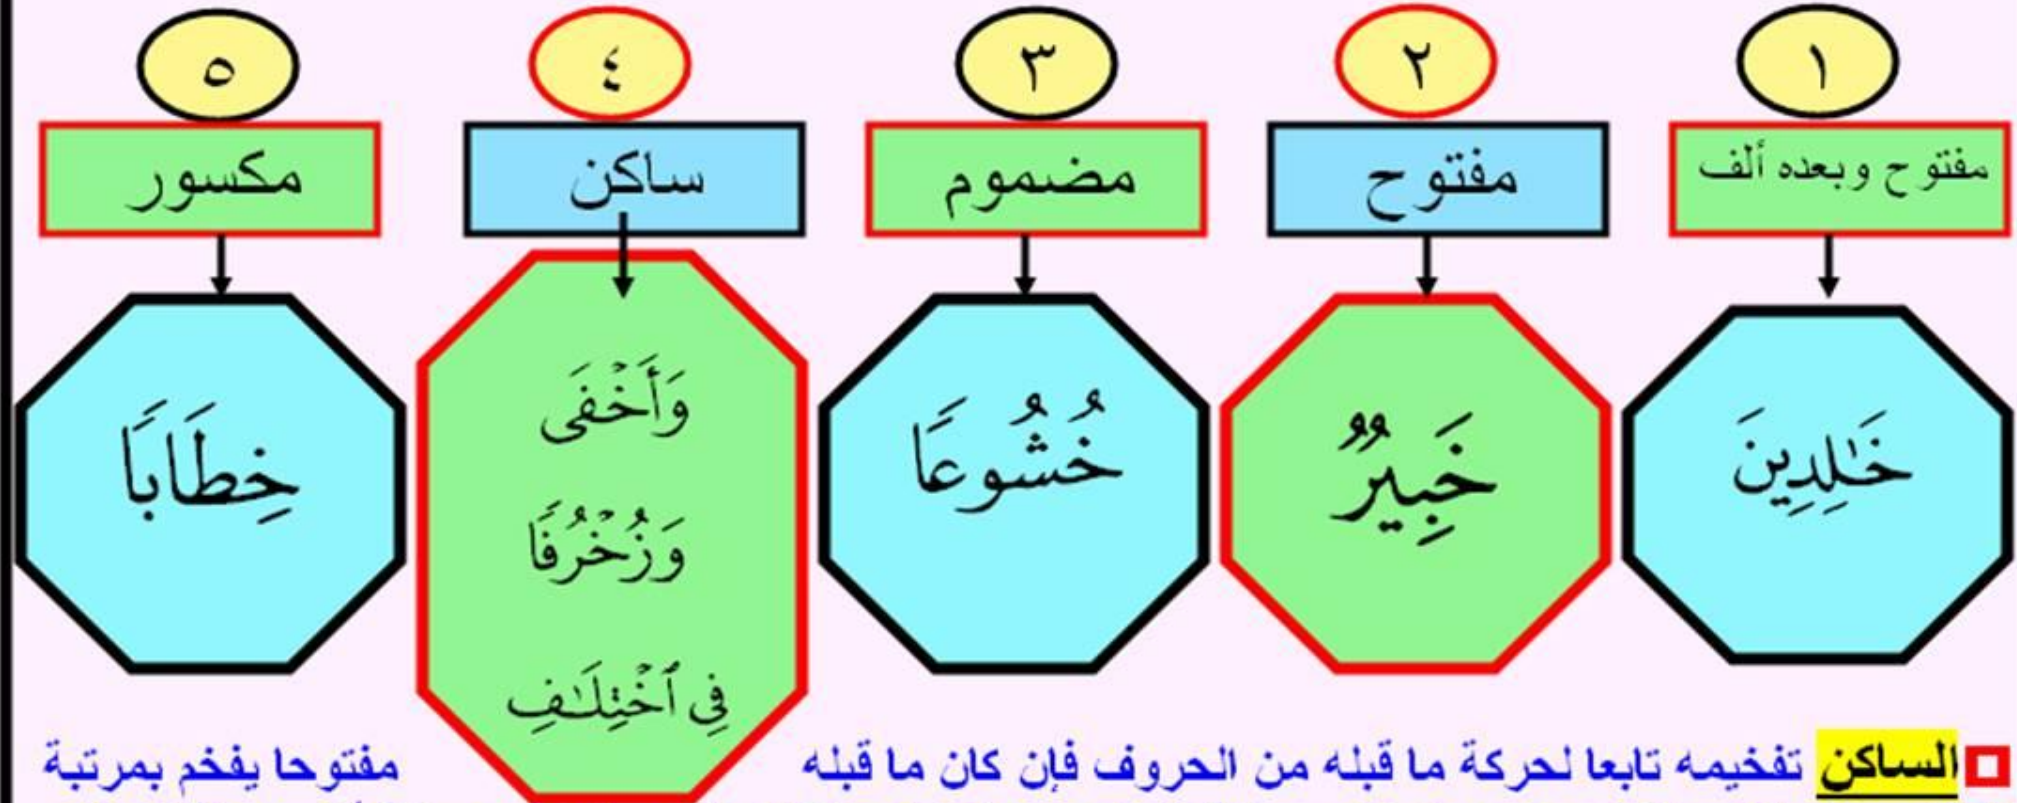 ١ ٢ ٣ ٤ ٥
مفتوح وبعده ألف
مفتوح
مضموم
ساكن
مكسور
خَـٰلِدِينَ
خَبِيرٌ
خُشُوعًا
وَأَخْفَى
وَزُخْرُفًا
فِي ٱخْتِلَـٰفِ
خِطَابًا
الساكن تفخيمه تابعا لحركة ما قبله من الحروف فإن كان ما قبله مفتوحا يفخم بمرتبة